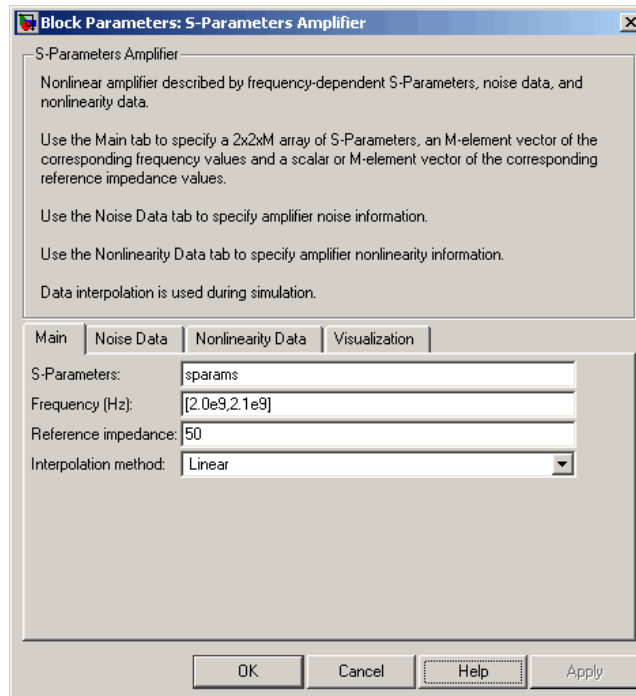 Block Parameters: S-Parameters Amplifier
S-Parameters Amplifier
Nonlinear amplifier described by frequency-dependent S-Parameters, noise data, and
nonlinearity data.
Use the Main tab to specify a 2x2xM array of S-Parameters, an M-element vector of the
corresponding frequency values and a scalar or M-element vector of the corresponding
reference impedance values.
Use the Noise Data tab to specify amplifier noise information.
Use the Nonlinearity Data tab to specify amplifier nonlinearity information.
Data interpolation is used during simulation.
Main Noise Data Nonlinearity Data Visualization
S-Parameters: sparams
Frequency (Hz): [2.0e9,2.1e9]
Reference impedance: 50
Interpolation method: Linear
OK Cancel Help Apply